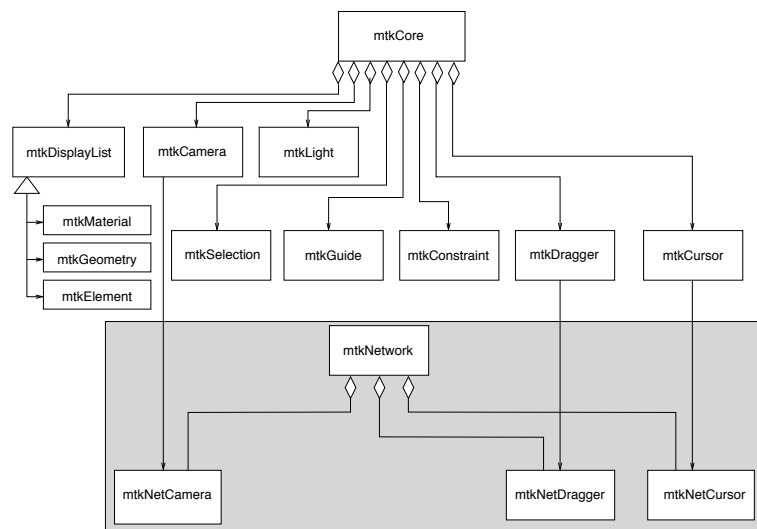 mtkCore
mtkDisplayList
mtkCamera
mtkLight
mtkMaterial
mtkGeometry
mtkElement
mtkSelection
mtkGuide
mtkConstraint
mtkDragger
mtkCursor
mtkNetwork
mtkNetCamera
mtkNetDragger
mtkNetCursor